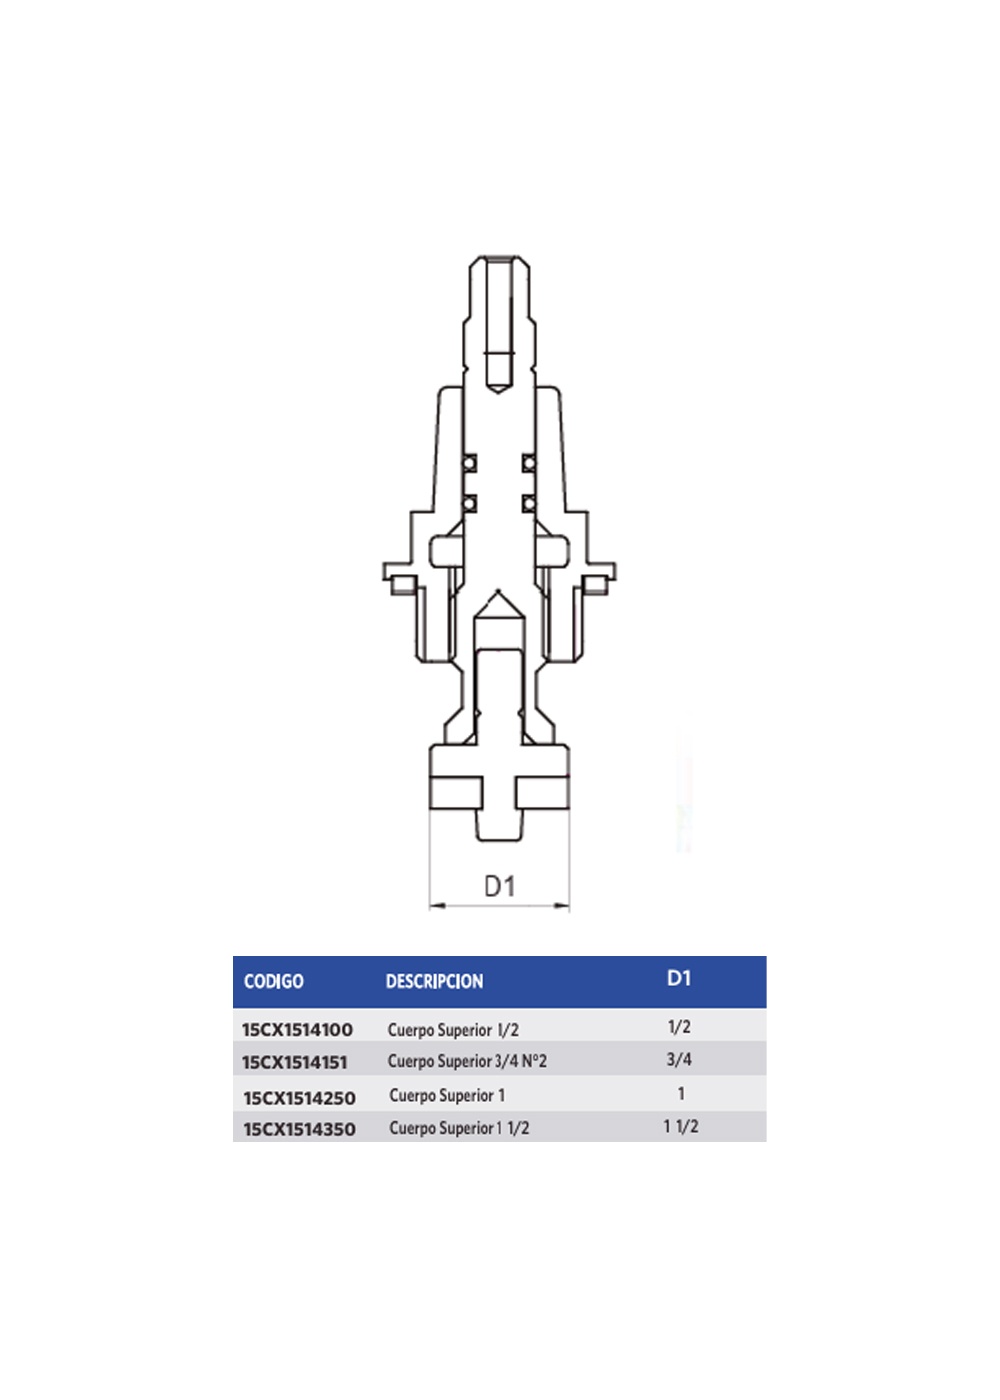 D1
CODIGO DESCRIPCION D1
15CX1514100 Cuerpo Superior 1/2 1/2
15CX1514151 Cuerpo Superior 3/4 N°2 3/4
15CX1514250 Cuerpo Superior 1 1
15CX1514350 Cuerpo Superior 1 1/2 1 1/2